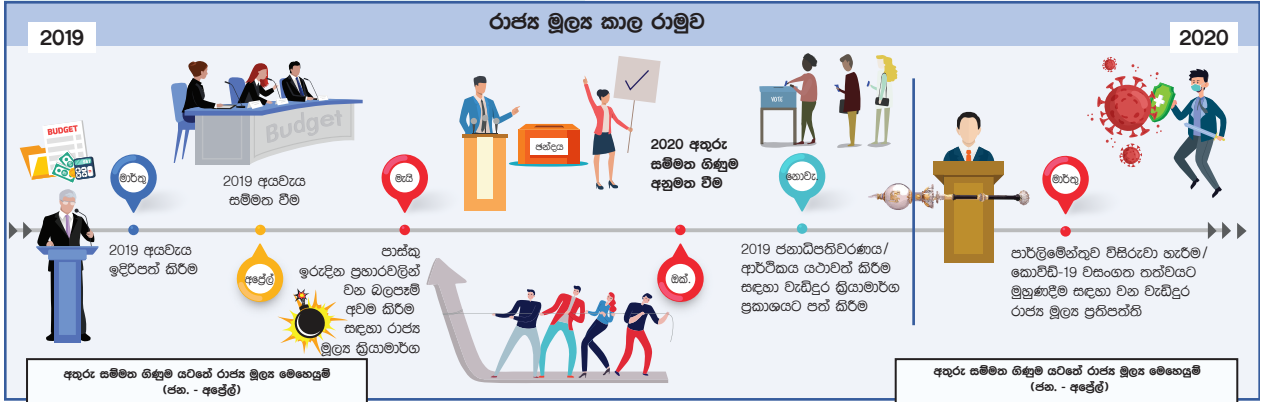 රාජ්‍ය මූල්‍ය කාල රාමුව
2019
2020
BUDGET
මාර්තු
2019 අයවැය
ඉදිරිපත් කිරීම
Budget
2019 අයවැය
සම්මත වීම
අප්‍රේල්
මැයි
පාස්කු
ඉරුදින ප්‍රහාරවලින්
වන බලපෑම්
අවම කිරීම
සඳහා රාජ්‍ය
මූල්‍ය ක්‍රියාමාර්ග
ඡන්දය
2020 අතුරු
සම්මත ගිණුම
අනුමත වීම
ඔක්.
VOTE
නොවැ.
2019 ජනාධිපතිවරණය/
ආර්ථිකය යථාවත් කිරීම
සඳහා වැඩිදුර ක්‍රියාමාර්ග
ප්‍රකාශයට පත් කිරීම
මාර්තු
පාර්ලිමේන්තුව විසිරුවා හැරීම/
කොවිඩ්-19 වසංගත තත්වයට
මුහුණදීම සඳහා වන වැඩිදුර
රාජ්‍ය මූල්‍ය ප්‍රතිපත්ති
අතුරු සම්මත ගිණුම යටතේ රාජ්‍ය මූල්‍ය මෙහෙයුම්
(ජන. - අප්‍රේල්)
අතුරු සම්මත ගිණුම යටතේ රාජ්‍ය මූල්‍ය මෙහෙයුම්
(ජන. - අප්‍රේල්)